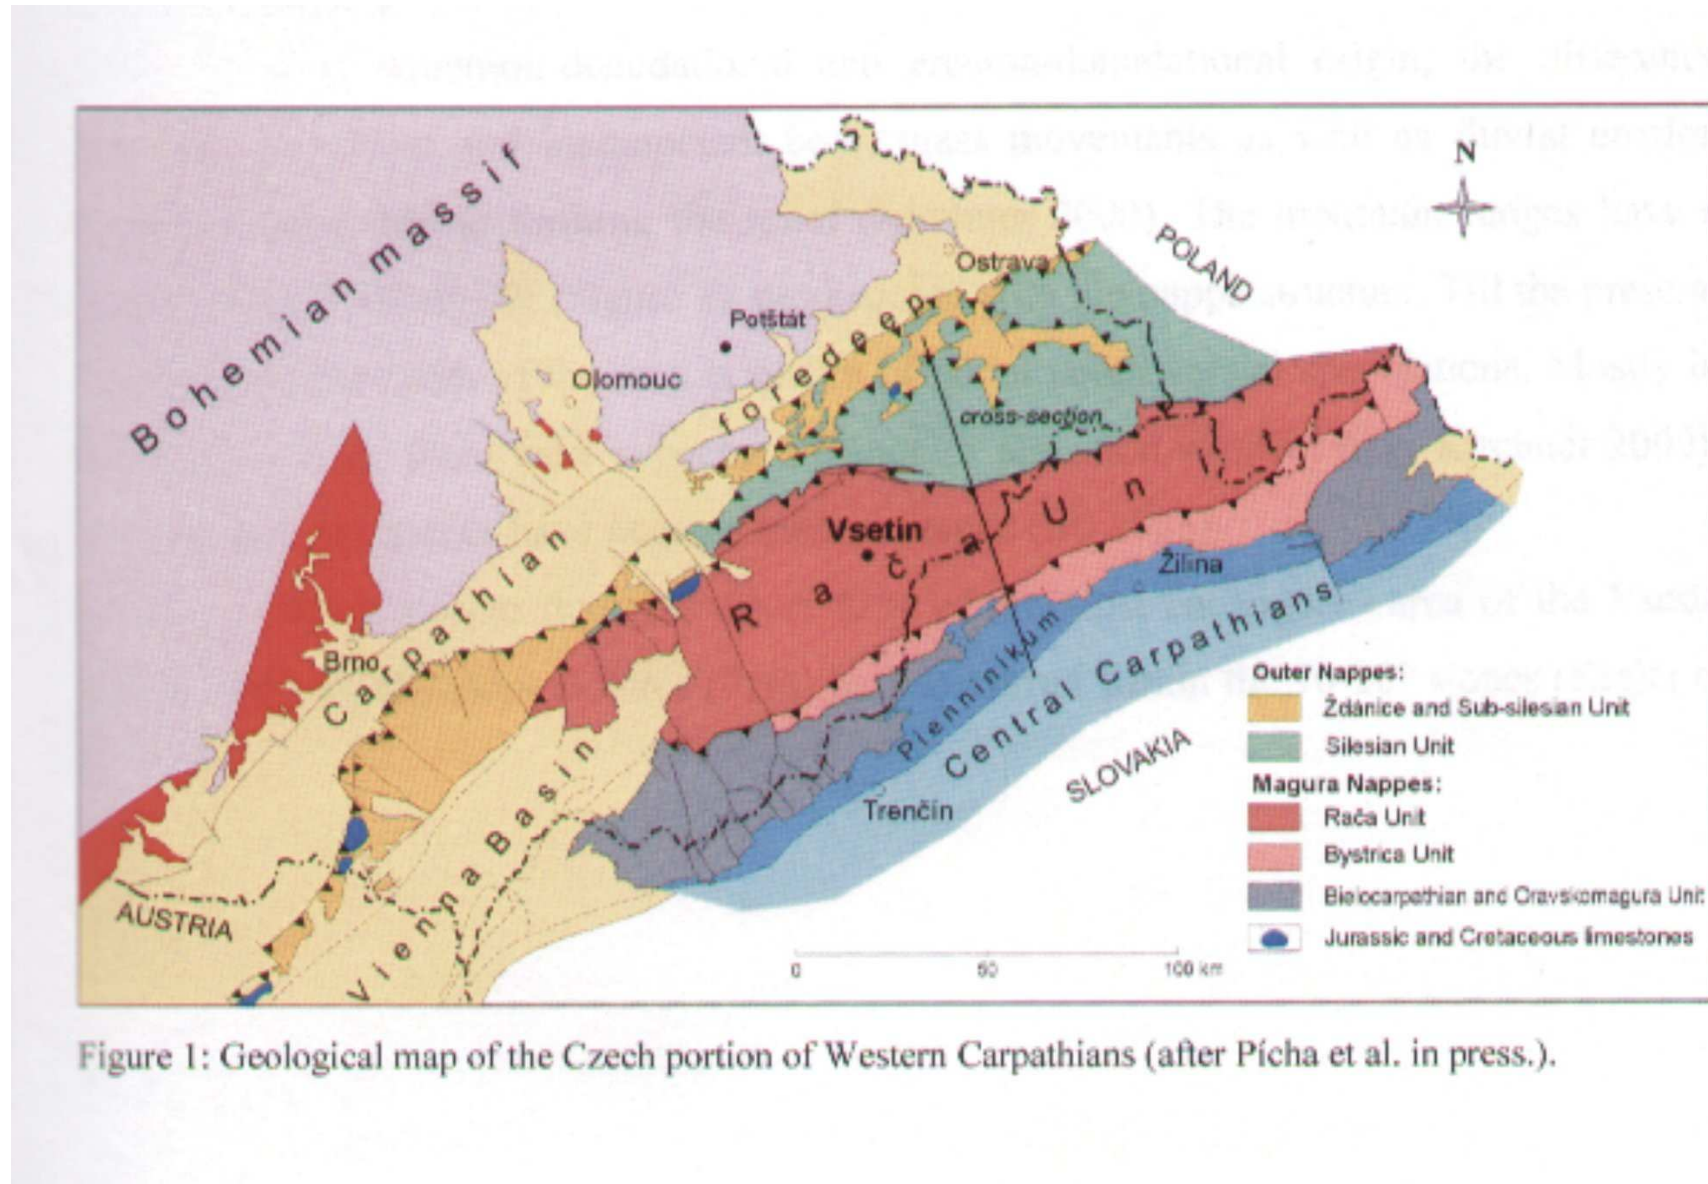 Bohemian massif
N
POLAND
Ostrava
Potštát
Olomouc
Carpathian foredeep
cross-section
Vsetín
Rača Unit
Žilina
Brno
Pienninikum
Central Carpathians
SLOVAKIA
Trenčín
Vienna Basin
AUSTRIA
Outer Nappes:
Ždánice and Sub-silesian Unit
Silesian Unit
Magura Nappes:
Rača Unit
Bystrica Unit
Bielocarpathian and Oravskomagura Unit
Jurassic and Cretaceous limestones
0 50 100 km
Figure 1: Geological map of the Czech portion of Western Carpathians (after Pícha et al. in press.).